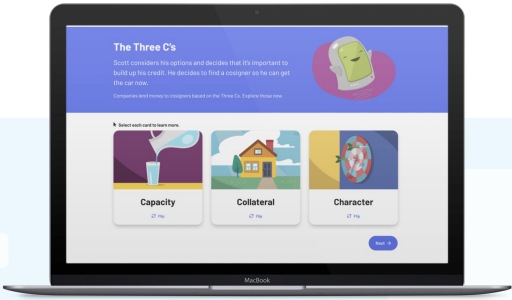 The Three C's
Scott considers his options and decides that it's important to
build up his credit. He decides to find a cosigner so he can get
the car now.
Companies lend money to cosigners based on the Three Cs. Explore those now.
Select each card to learn more.
Capacity
Collateral
Character
Flip
Flip
Flip
Next
MacBook